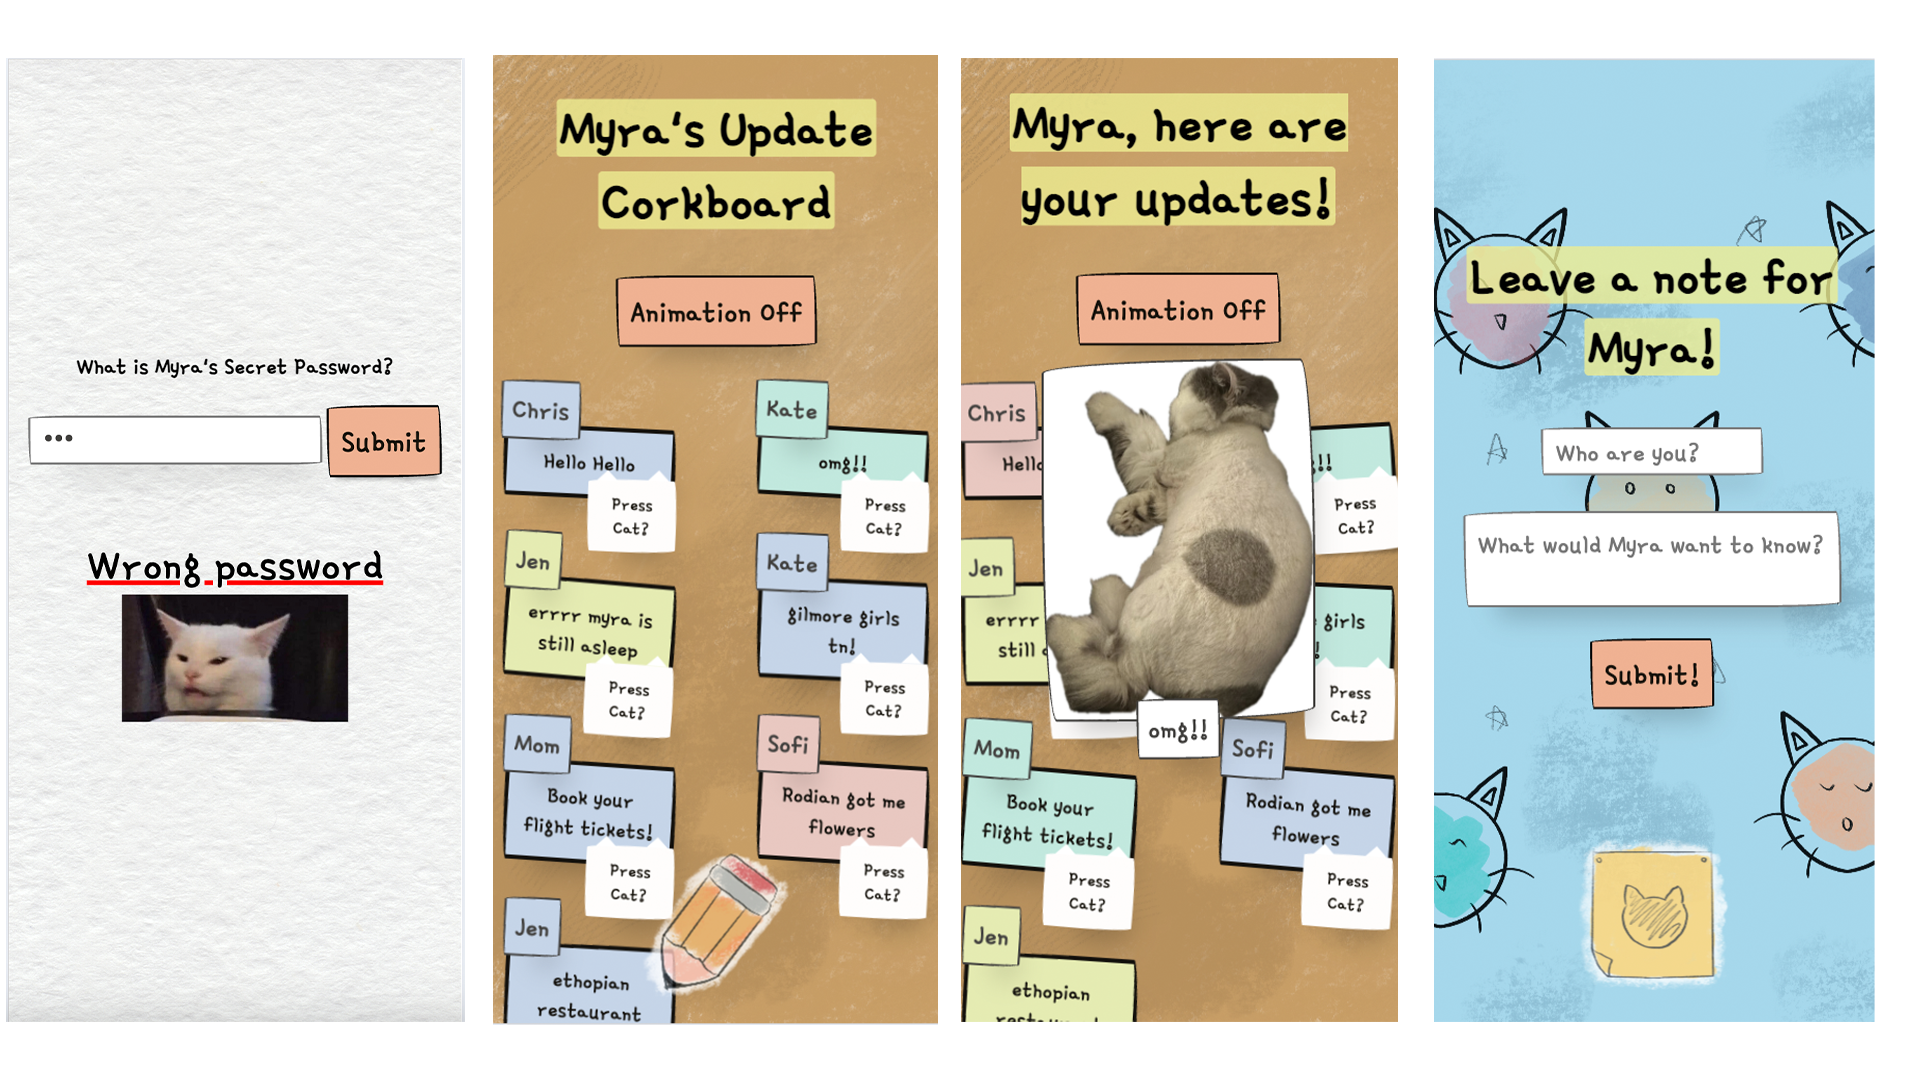 What is Myra's Secret Password?
•••
Submit
Wrong password
Myra's Update
Corkboard
Animation Off
Chris
Hello Hello
Press
Cat?
Kate
omg!!
Press
Cat?
Jen
errrr myra is
still asleep
Press
Cat?
Kate
gilmore girls
tn!
Press
Cat?
Mom
Book your
flight tickets!
Press
Cat?
Sofi
Rodian got me
flowers
Press
Cat?
Jen
ethopian
restaurant
Myra, here are
your updates!
Animation Off
Chris
Hello
!!
Press
Cat?
Jen
errrr
still
girls
!
Press
Cat?
omg!!
Mom
Book your
flight tickets!
Press
Cat?
Sofi
Rodian got me
flowers
Press
Cat?
Jen
ethopian
restaurant
Leave a note for
Myra!
Who are you?
What would Myra want to know?
Submit!